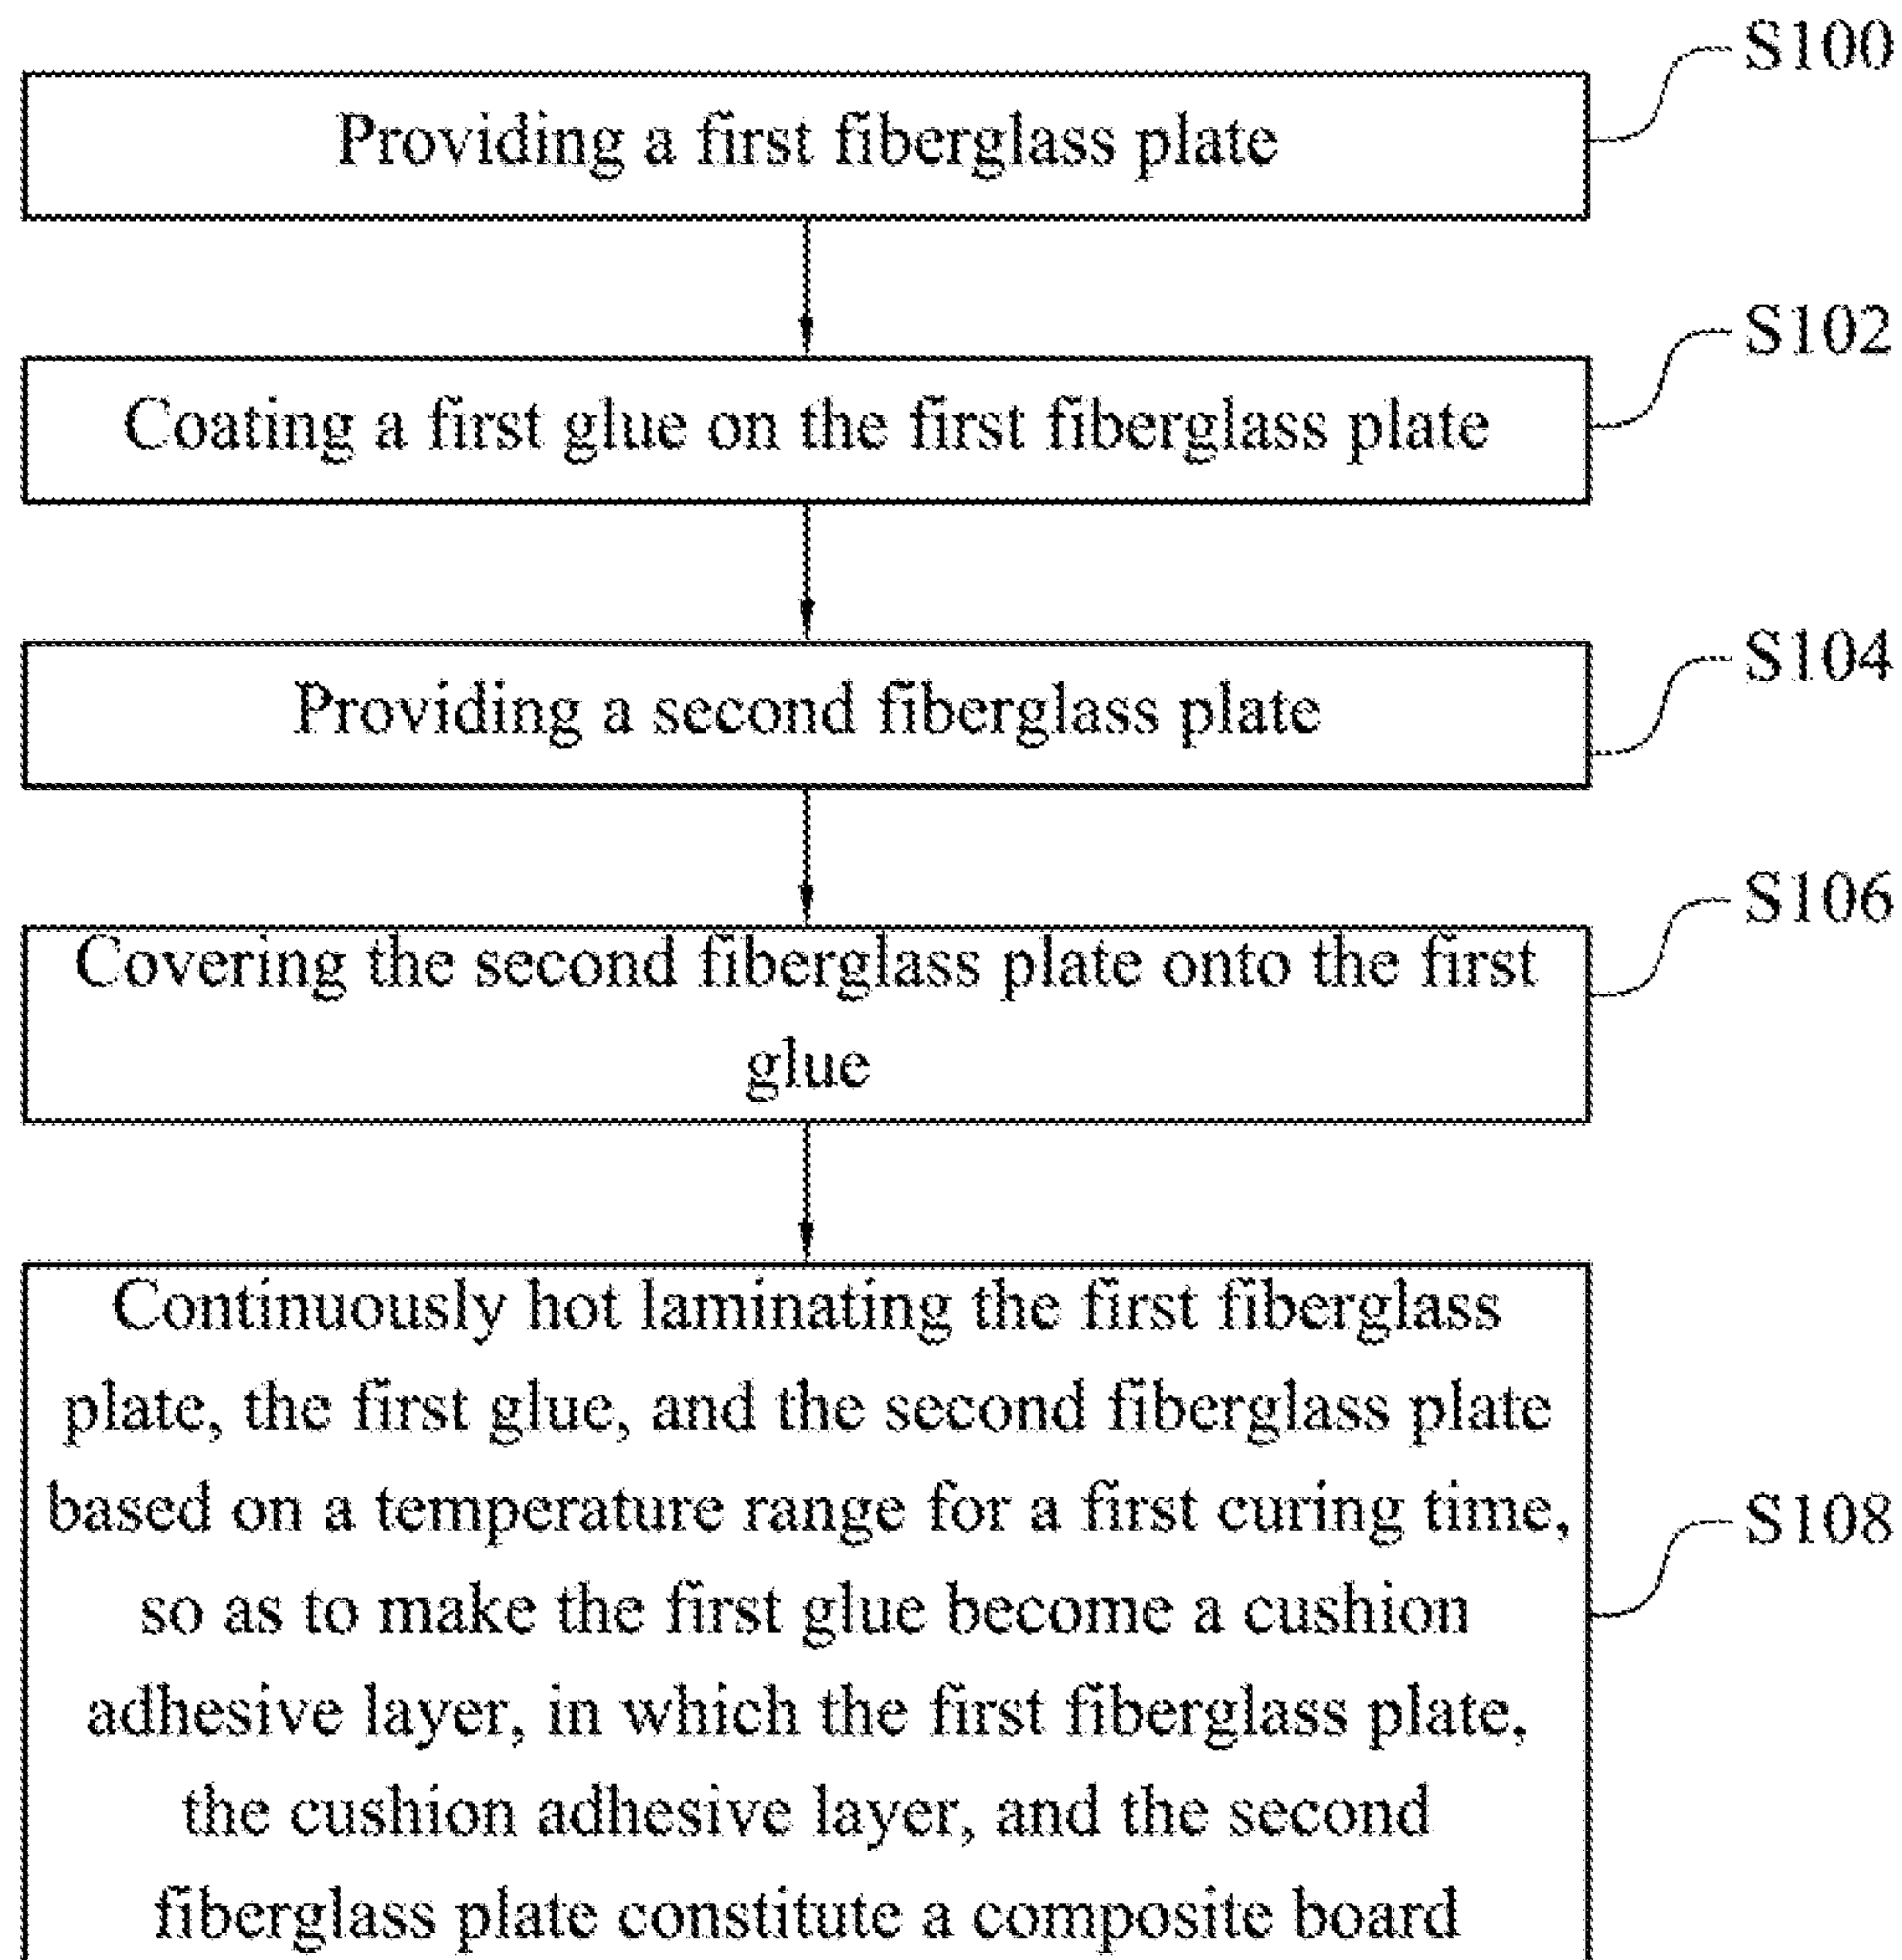 S100
Providing a first fiberglass plate
S102
Coating a first glue on the first fiberglass plate
S104
Providing a second fiberglass plate
S106
Covering the second fiberglass plate onto the first
glue
Continuously hot laminating the first fiberglass
plate, the first glue, and the second fiberglass plate
based on a temperature range for a first curing time,
S108
so as to make the first glue become a cushion
adhesive layer, in which the first fiberglass plate,
the cushion adhesive layer, and the second
fiberglass plate constitute a composite board